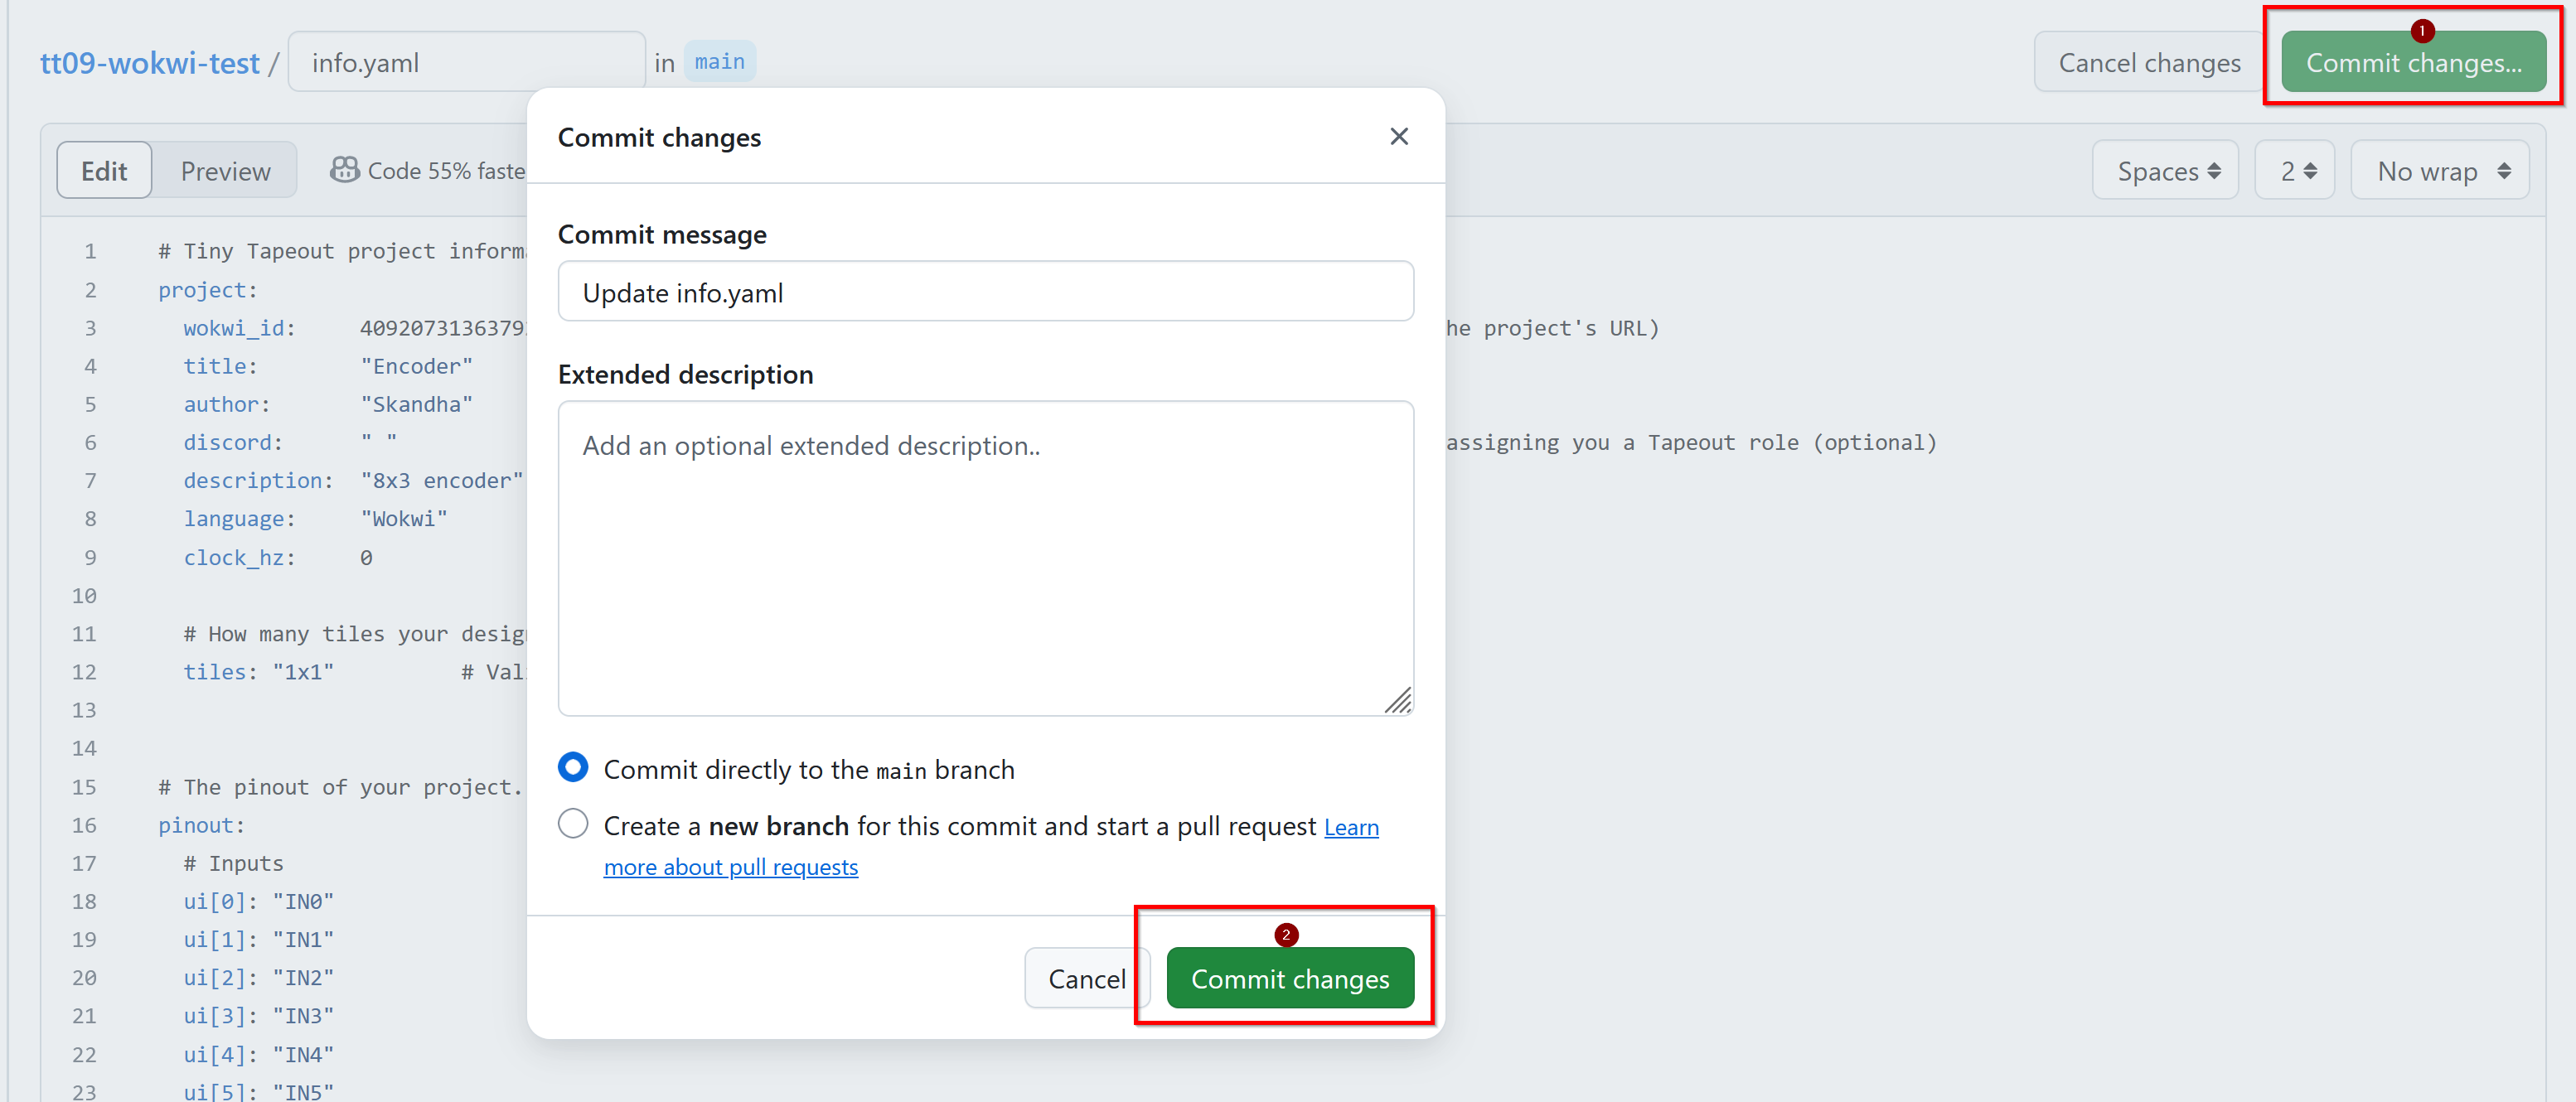 tt09-wokwi-test / info.yaml in main Cancel changes 1 Commit changes...
Edit Preview Code 55% faste Spaces 2 No wrap
Commit changes
Commit message
Update info.yaml
Extended description
Add an optional extended description..
Commit directly to the main branch
Create a new branch for this commit and start a pull request Learn
more about pull requests
2
Cancel Commit changes
1 # Tiny Tapeout project inform
2 project:
3 wokwi_id: 40920731363793 he project's URL)
4 title: "Encoder"
5 author: "Skandha"
6 discord: " " assigning you a Tapeout role (optional)
7 description: "8x3 encoder"
8 language: "Wokwi"
9 clock_hz: 0
10
11 # How many tiles your desig
12 tiles: "1x1" # Val
13
14
15 # The pinout of your project.
16 pinout:
17 # Inputs
18 ui[0]: "IN0"
19 ui[1]: "IN1"
20 ui[2]: "IN2"
21 ui[3]: "IN3"
22 ui[4]: "IN4"
23 ui[5]: "IN5"